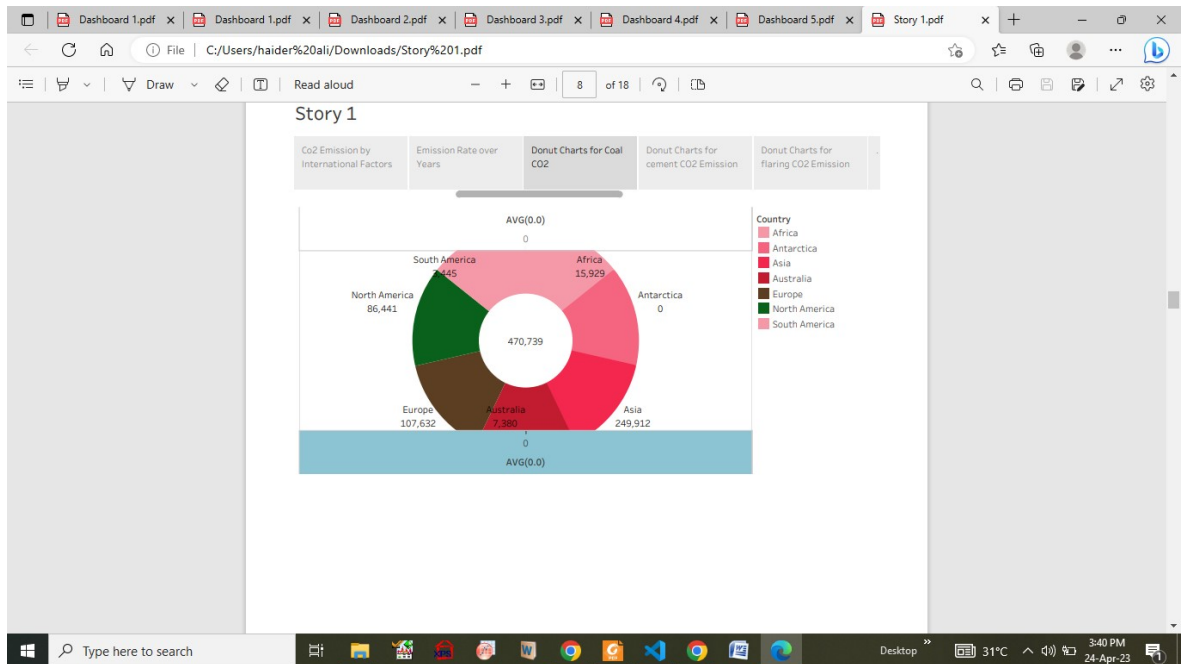 Dashboard 1.pdf
Dashboard 1.pdf
Dashboard 2.pdf
Dashboard 3.pdf
Dashboard 4.pdf
Dashboard 5.pdf
Story 1.pdf
File
C:/Users/haider%20ali/Downloads/Story%201.pdf
Draw
Read aloud
8
of 18
Story 1
Co2 Emission by
International Factors
Emission Rate over
Years
Donut Charts for Coal
CO2
Donut Charts for
cement CO2 Emission
Donut Charts for
flaring CO2 Emission
AVG(0.0)
0
South America
3,445
Africa
15,929
North America
86,441
Antarctica
0
470,739
Europe
107,632
Australia
7,380
Asia
249,912
0
AVG(0.0)
Country
Africa
Antarctica
Asia
Australia
Europe
North America
South America
Type here to search
Desktop
31°C
3:40 PM
24-Apr-23